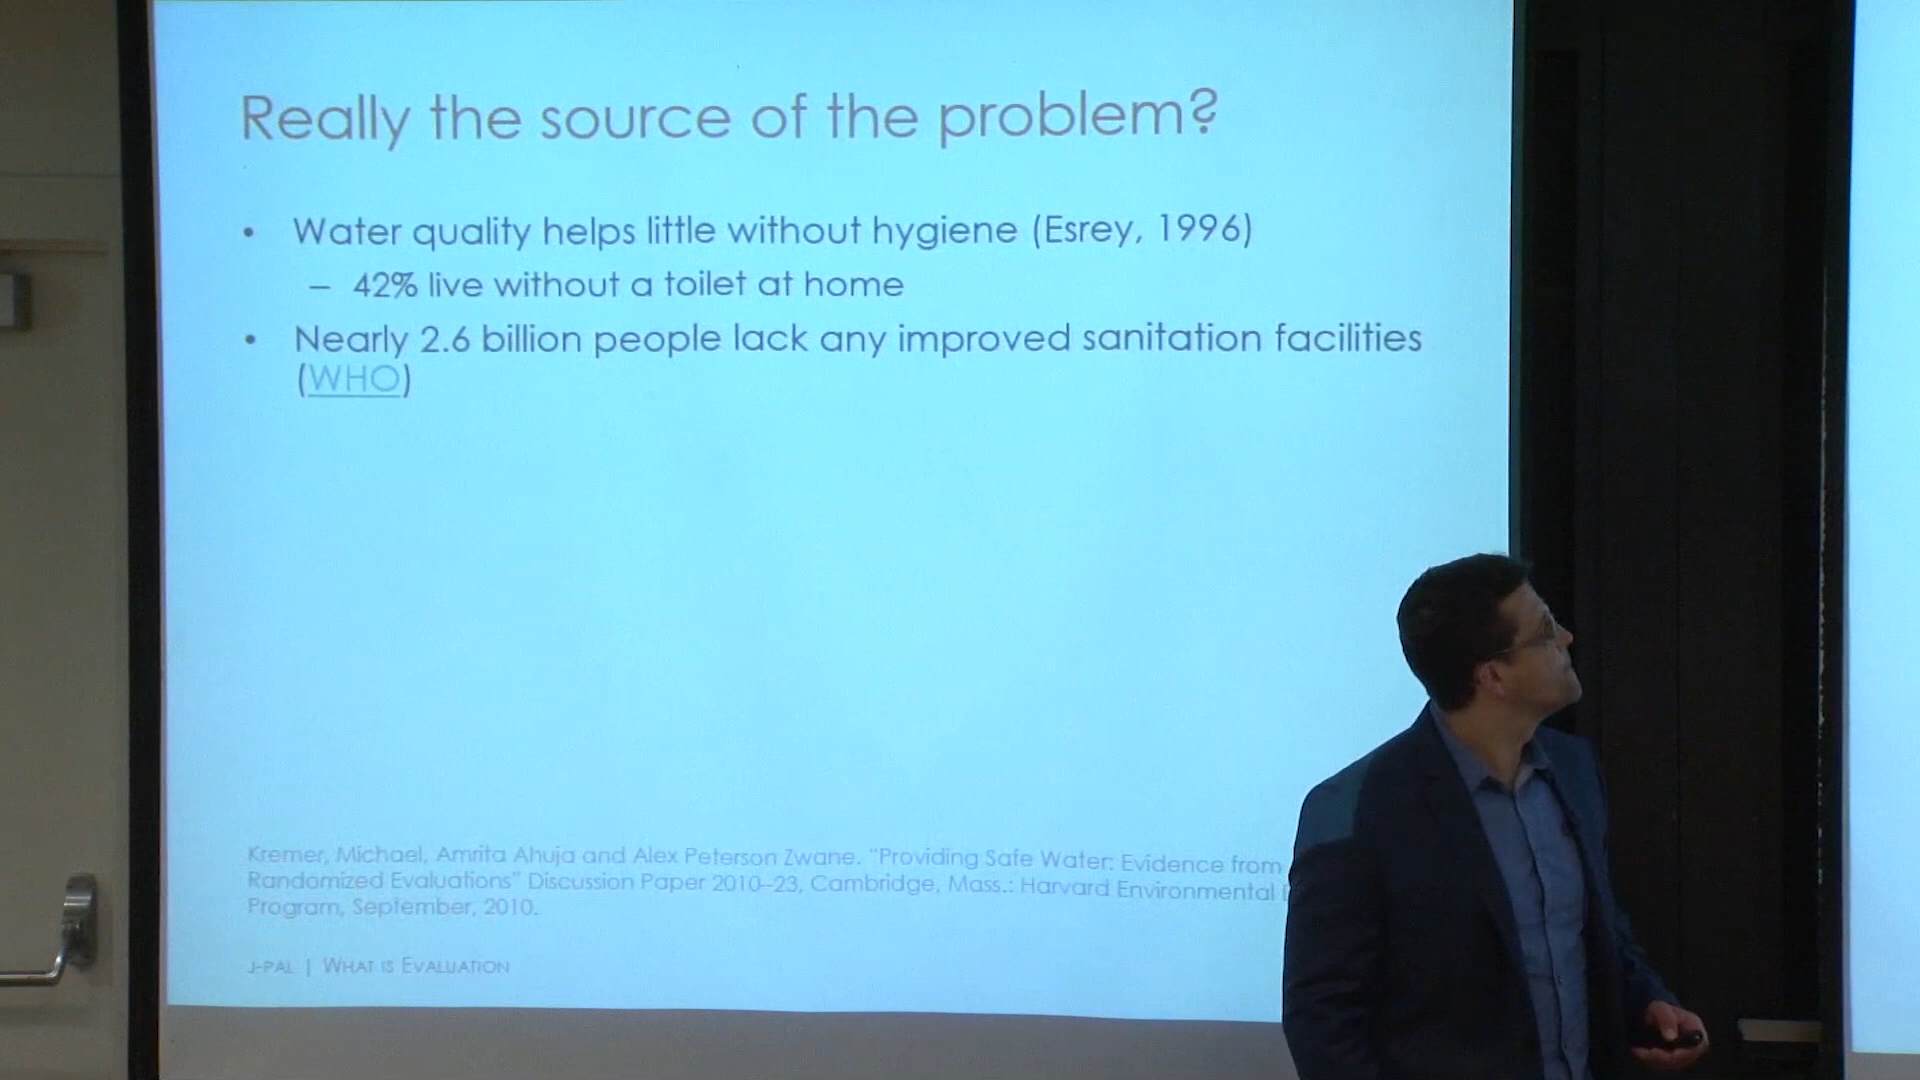 Really the source of the problem?
• Water quality helps little without hygiene (Esrey, 1996)
– 42% live without a toilet at home
• Nearly 2.6 billion people lack any improved sanitation facilities
(WHO)
Kremer, Michael, Amrita Ahuja and Alex Peterson Zwane. "Providing Safe Water: Evidence from
Randomized Evaluations" Discussion Paper 2010–23, Cambridge, Mass.: Harvard Environmental
Program, September, 2010.
J-PAL | WHAT IS EVALUATION